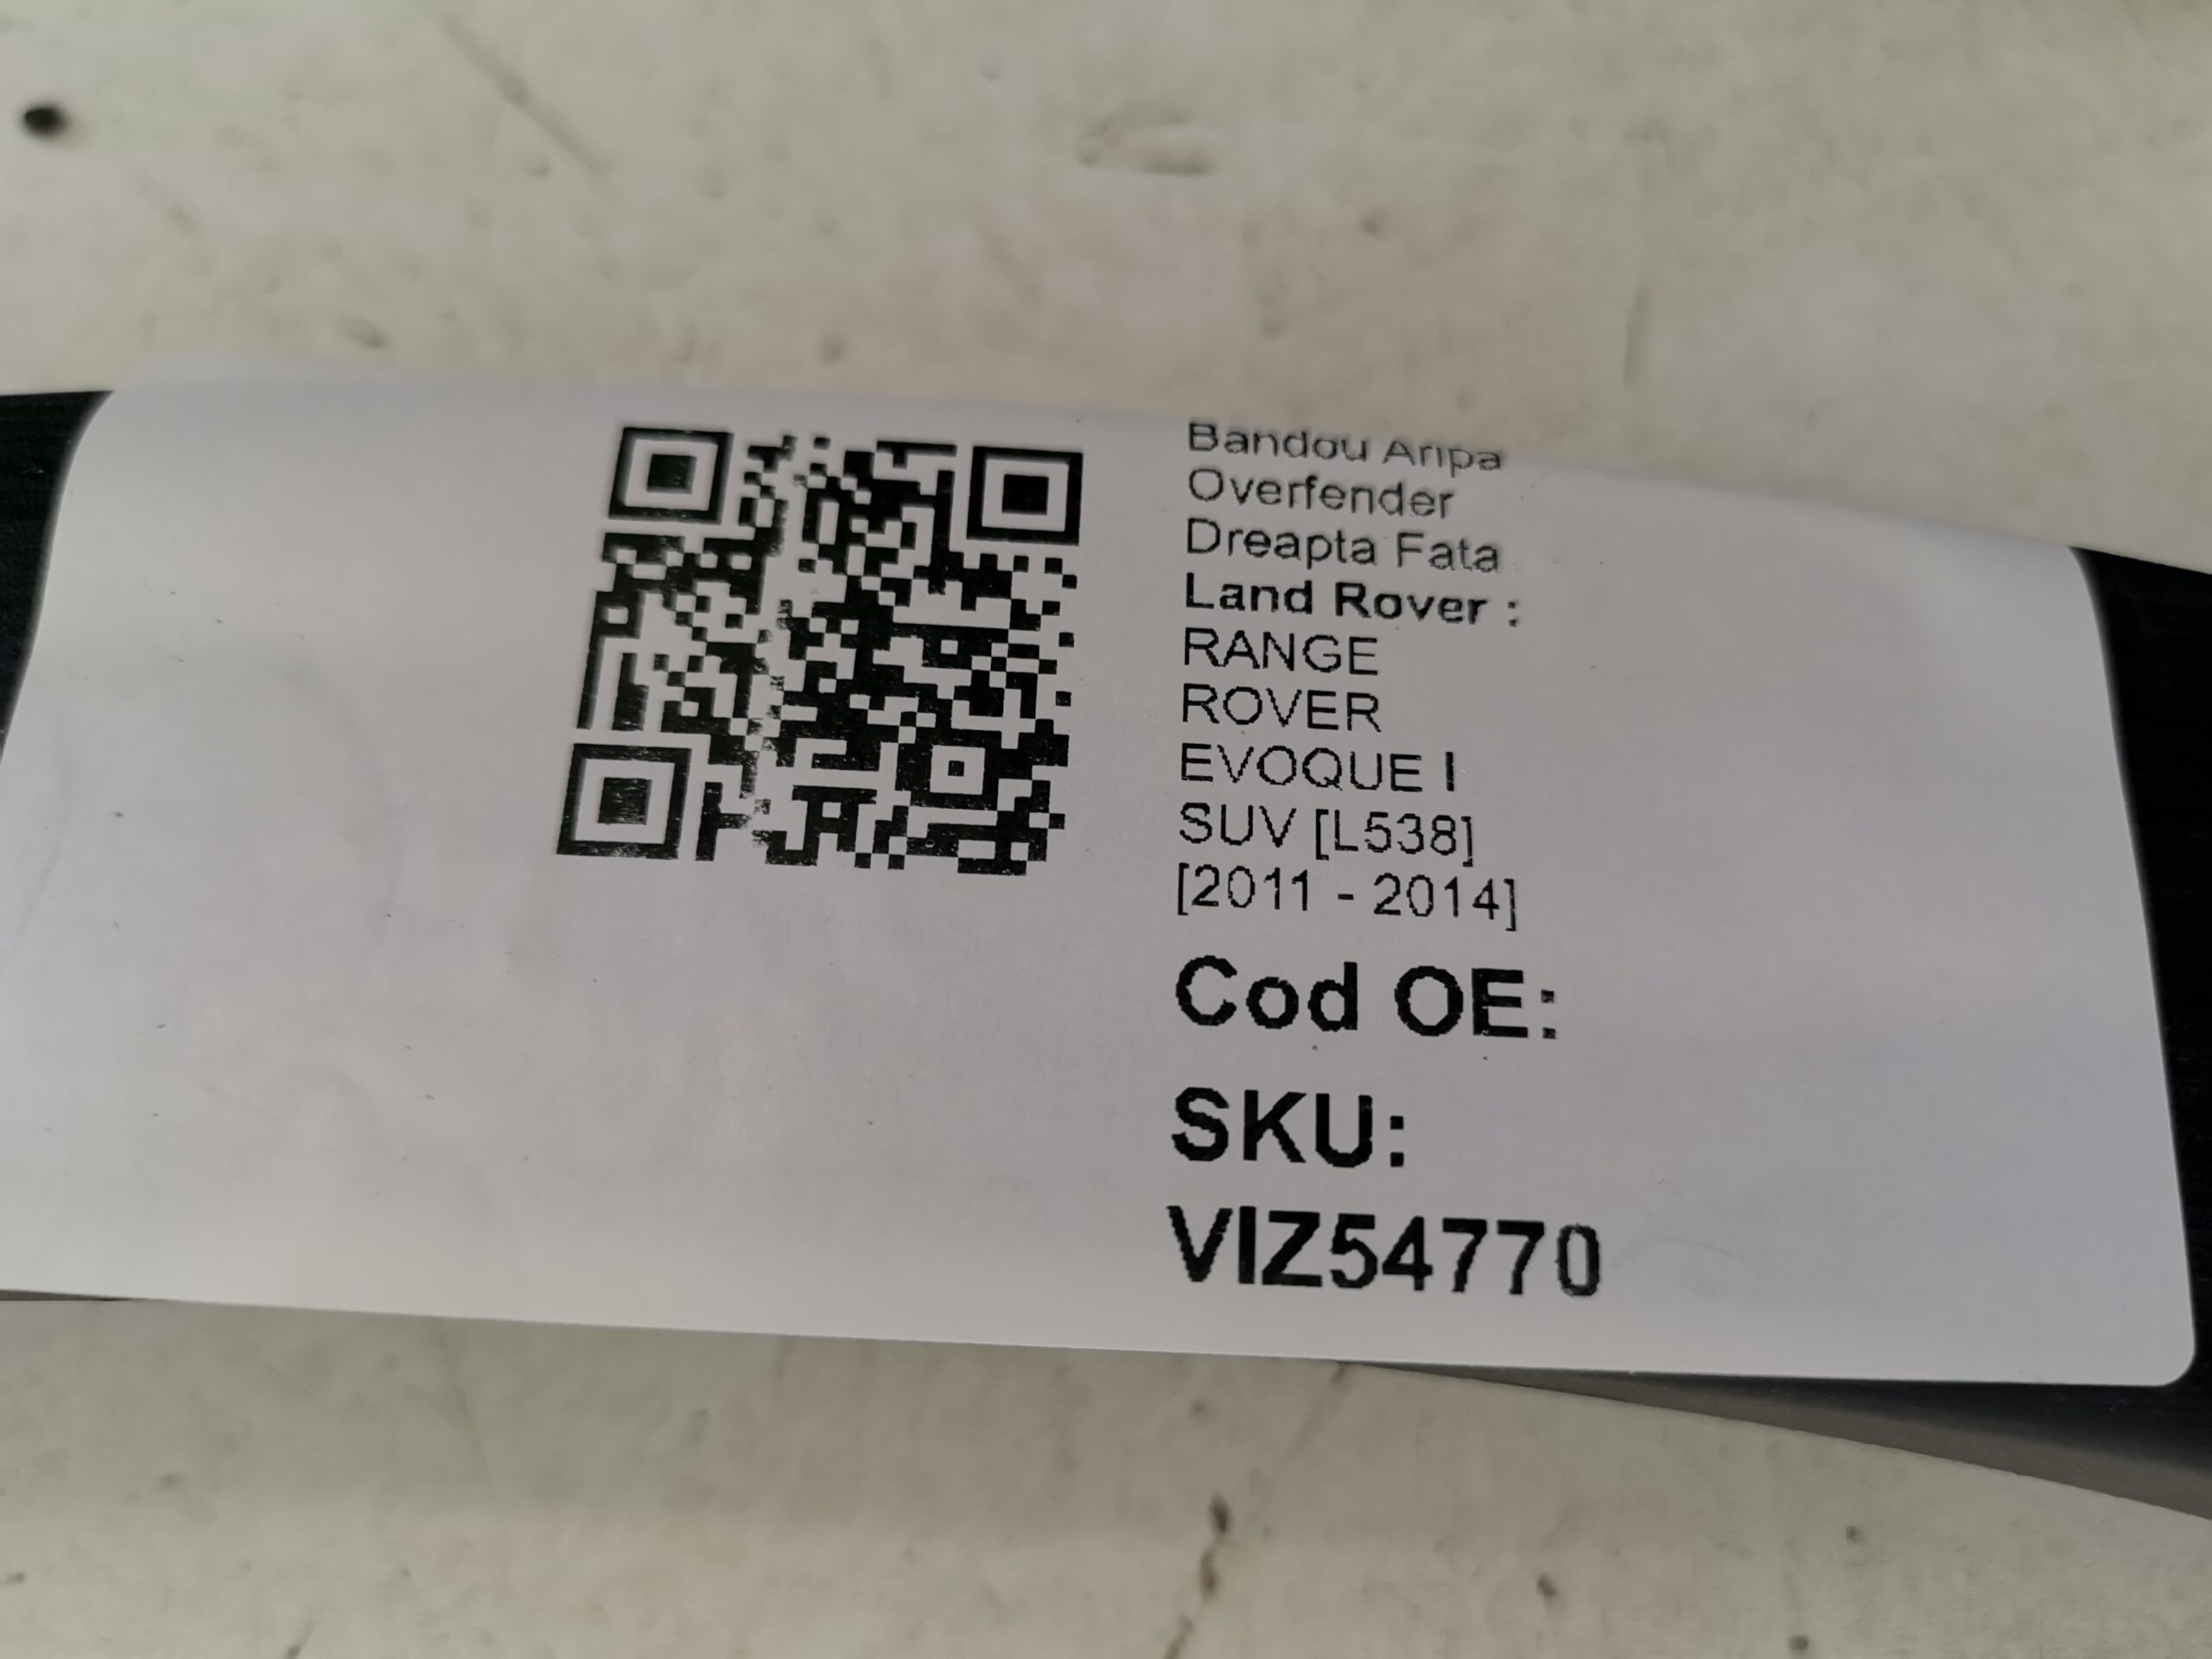 Bandou Aripa
Overfender
Dreapta Fata
Land Rover :
RANGE
ROVER
EVOQUE I
SUV [L538]
[2011 - 2014]
Cod OE:
SKU:
VIZ54770